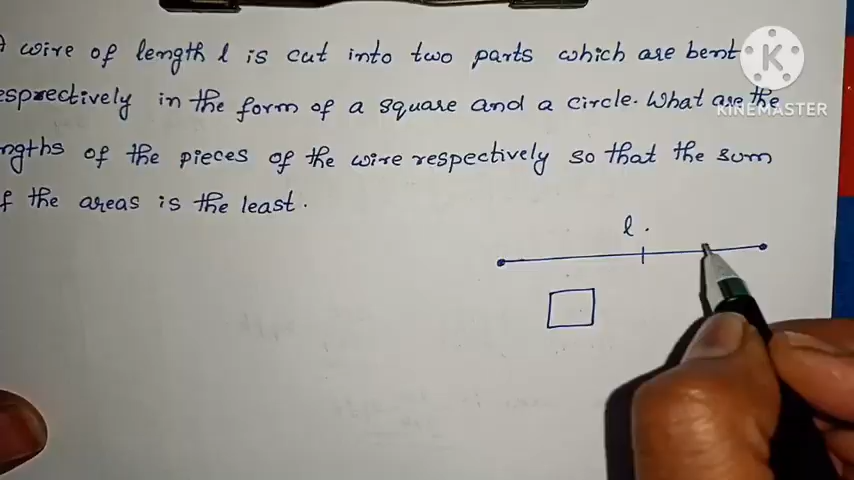 wire of length l is cut into two parts which are bent
espectively in the form of a square and a circle. What are the
ngths of the pieces of the wire respectively so that the sum
f the areas is the least.
l.
K
KINEMASTER